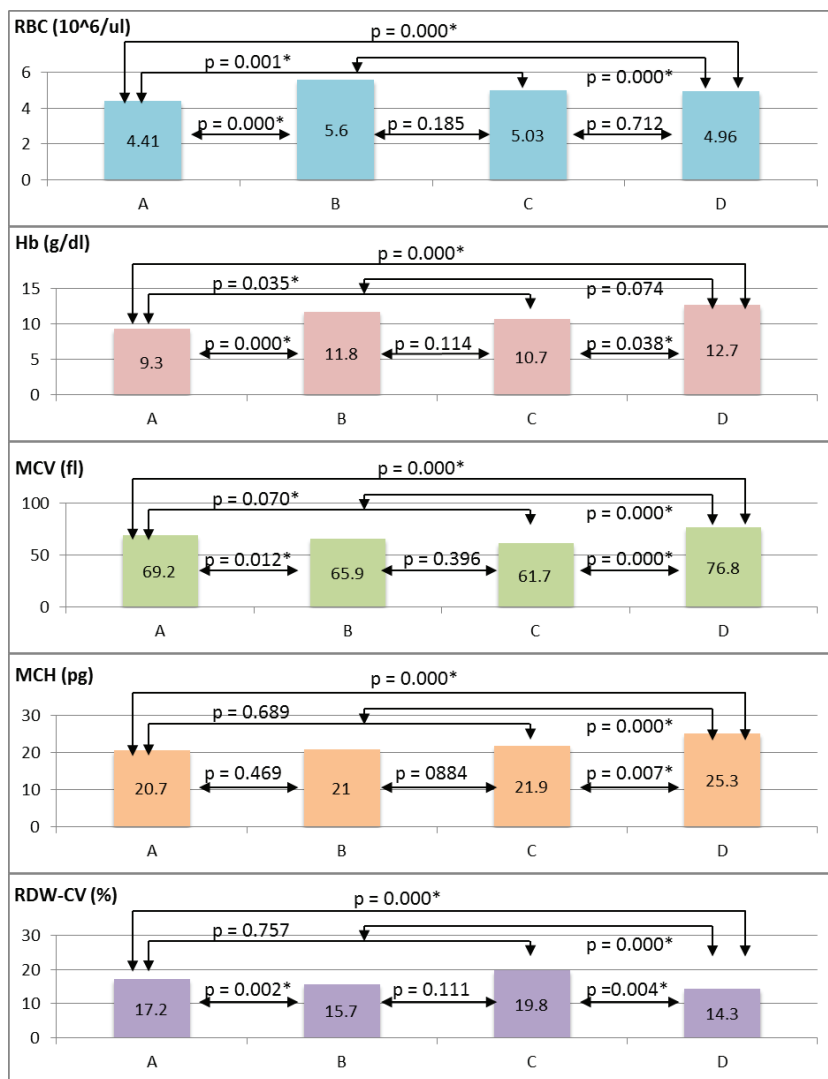 RBC (10^6/ul)
p = 0.000*
p = 0.001*
p = 0.000*
6
4
2
0
p = 0.000*
p = 0.185
p = 0.712
4.41
5.6
5.03
4.96
A
B
C
D
Hb (g/dl)
p = 0.000*
p = 0.035*
p = 0.074
15
10
5
0
p = 0.000*
p = 0.114
p = 0.038*
9.3
11.8
10.7
12.7
A
B
C
D
MCV (fl)
p = 0.000*
p = 0.070*
p = 0.000*
100
50
0
p = 0.012*
p = 0.396
p = 0.000*
69.2
65.9
61.7
76.8
A
B
C
D
MCH (pg)
p = 0.000*
p = 0.689
p = 0.000*
30
20
10
0
p = 0.469
p = 0884
p = 0.007*
20.7
21
21.9
25.3
A
B
C
D
RDW-CV (%)
p = 0.000*
p = 0.757
p = 0.000*
30
20
10
0
p = 0.002*
p = 0.111
p =0.004*
17.2
15.7
19.8
14.3
A
B
C
D